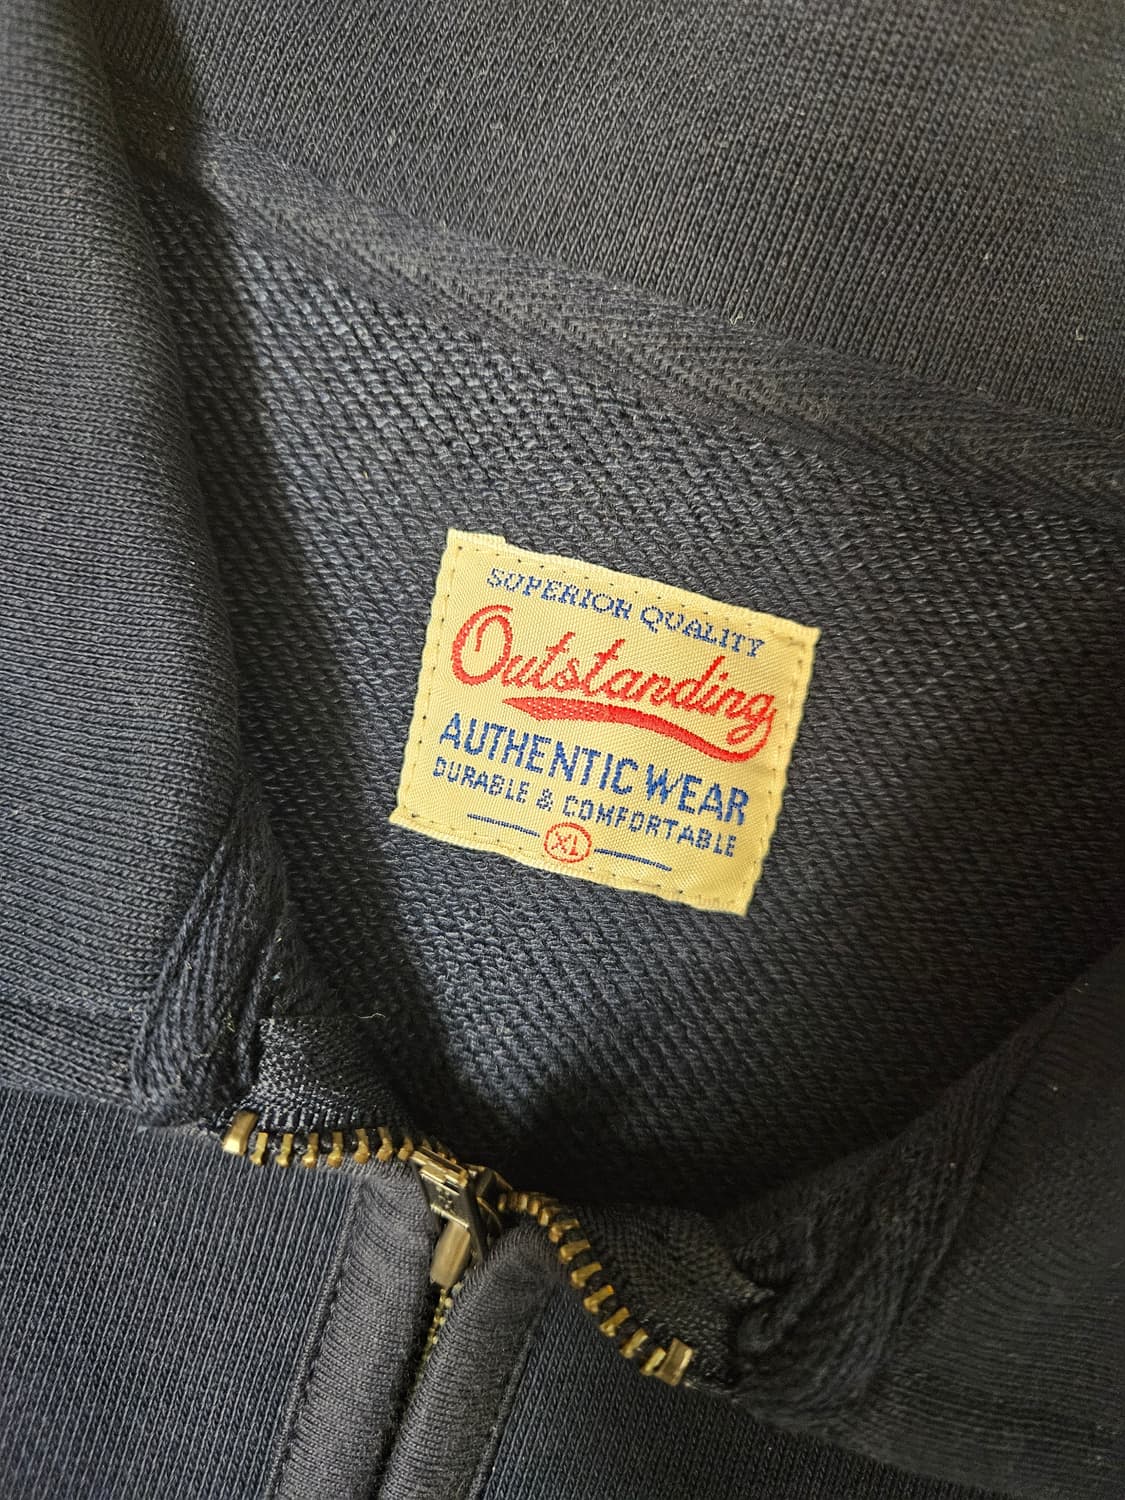 SUPERIOR QUALITY
Outstanding
AUTHENTIC WEAR
DURABLE & COMFORTABLE
XL